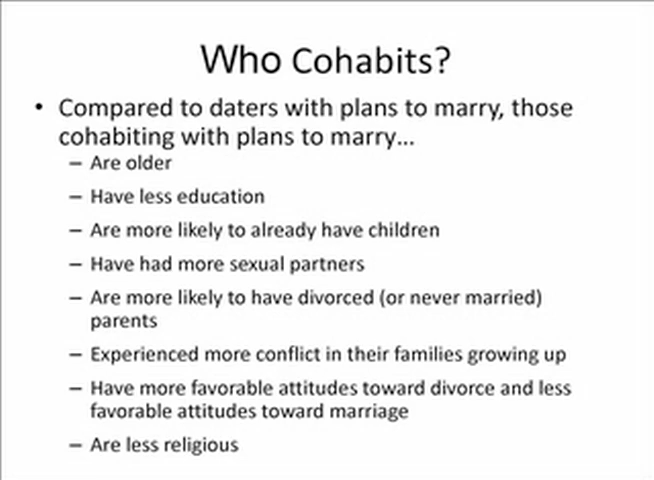 Who Cohabits?
• Compared to daters with plans to marry, those
cohabiting with plans to marry...
– Are older
– Have less education
– Are more likely to already have children
– Have had more sexual partners
– Are more likely to have divorced (or never married)
parents
– Experienced more conflict in their families growing up
– Have more favorable attitudes toward divorce and less
favorable attitudes toward marriage
– Are less religious